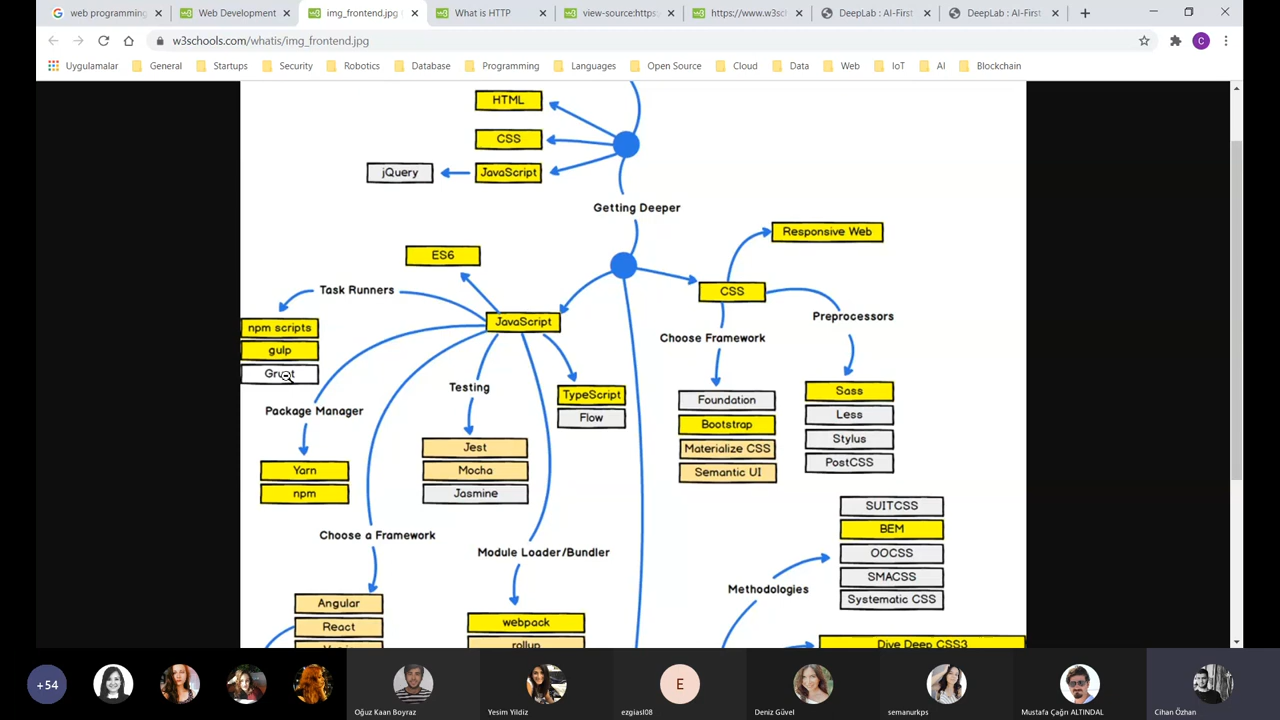 web programming
Web Development
img_frontend.jpg
What is HTTP
view-source:https:
https://www.w3sch
DeepLab : AI-First
DeepLab : AI-First
w3schools.com/whatis/img_frontend.jpg
C
Uygulamalar
General
Startups
Security
Robotics
Database
Programming
Languages
Open Source
Cloud
Data
Web
IoT
AI
Blockchain
HTML
CSS
jQuery
JavaScript
Getting Deeper
Responsive Web
ES6
Task Runners
CSS
Preprocessors
npm scripts
JavaScript
Choose Framework
gulp
Grunt
Testing
TypeScript
Flow
Foundation
Bootstrap
Materialize CSS
Semantic UI
Sass
Less
Stylus
PostCSS
Package Manager
Yarn
npm
Jest
Mocha
Jasmine
SUITCSS
BEM
OOCSS
SMACSS
Systematic CSS
Choose a Framework
Module Loader/Bundler
Methodologies
Angular
React
webpack
rollup
Dive Deep CSS3
+54
E
Oğuz Kaan Boyraz
Yesim Yildiz
ezgiasl08
Deniz Güvel
semanurkps
Mustafa Çağrı ALTINDAL
Cihan Özhan